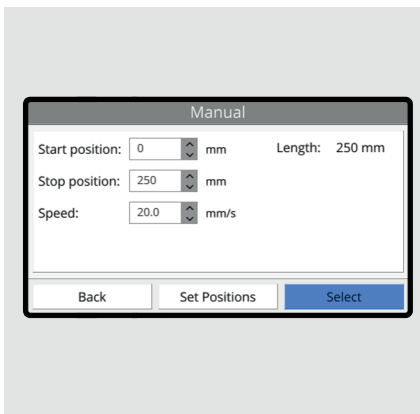 Manual
Start position: 0 mm Length: 250 mm
Stop position: 250 mm
Speed: 20.0 mm/s
Back Set Positions Select